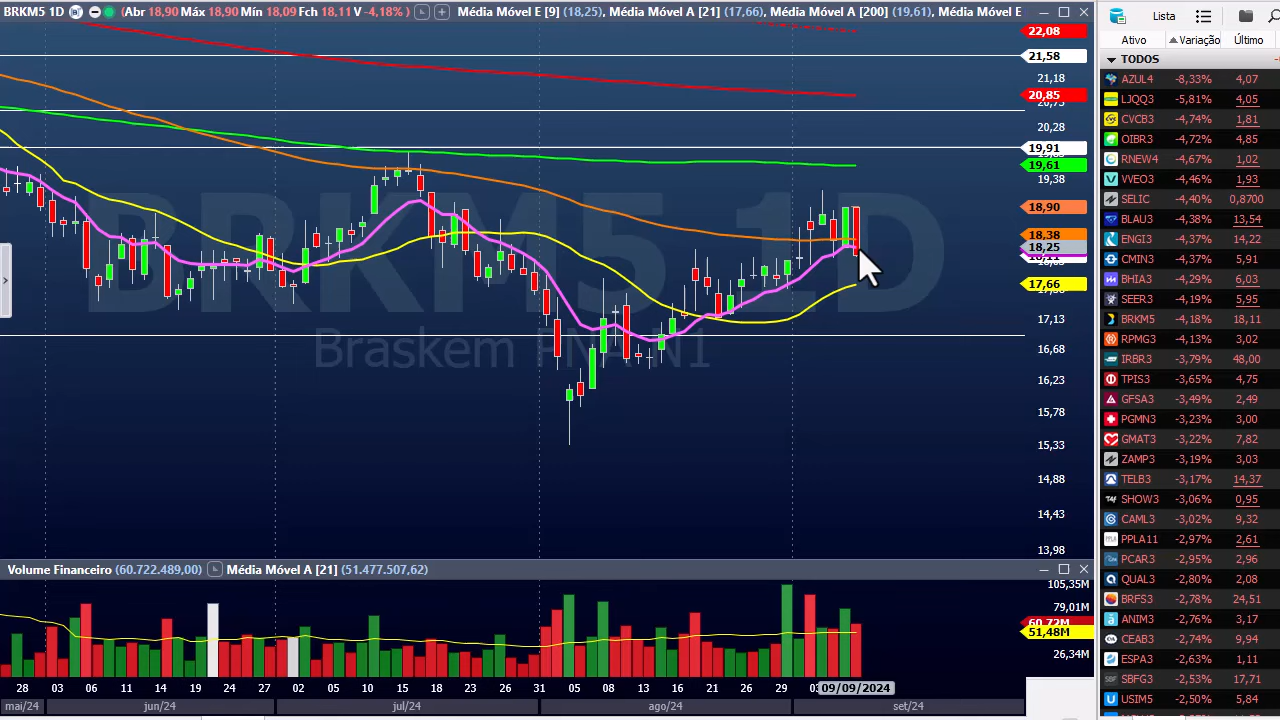 BRKM5 1D (Abr 18,90 Máx 18,90 Mín 18,09 Fch 18,11 V -4,18% ) Média Móvel E [9] (18,25), Média Móvel A [21] (17,66), Média Móvel A [200] (19,61), Média Móvel E
22,08
21,58
21,18
20,85
20,28
19,91
19,61
19,38
18,90
18,38
18,25
17,66
17,13
16,68
16,23
15,78
15,33
14,88
14,43
13,98
BRKM5 1D
Braskem PNAN1
Volume Financeiro (60.722.489,00) Média Móvel A [21] (51.477.507,52)
105,35M
79,01M
60,72M
51,48M
26,34M
28 03 06 11 14 19 24 27 02 05 10 15 18 23 26 31 16 21 26 29 09/09/2024
mai/24 jun/24 ago/24 set/24
Lista
Ativo Variação Último
TODOS
AZUL4 -8,33% 4,07
LJQQ3 -5,81% 4,05
CVCB3 -4,74% 1,81
OIBR3 -4,72% 4,85
RNEW4 -4,67% 1,02
VVEO3 -4,46% 1,93
SELIC -4,40% 0,8700
BLAU3 -4,38% 13,54
ENGI3 -4,37% 14,22
CMIN3 -4,37% 5,91
BHIA3 -4,29% 6,03
SEER3 -4,19% 5,95
BRKM5 -4,18% 18,11
RPMG3 -4,13% 3,02
IRBR3 -3,79% 48,00
TPIS3 -3,65% 4,75
GFSA3 -3,49% 2,49
PGMN3 -3,23% 3,00
GMAT3 -3,22% 7,82
ZAMP3 -3,19% 3,03
TELB3 -3,17% 14,37
SHOW3 -3,06% 0,95
CAML3 -3,02% 9,32
PPLA11 -2,97% 2,61
PCAR3 -2,95% 2,96
QUAL3 -2,80% 2,08
BRFS3 -2,78% 24,51
ANIM3 -2,76% 3,17
CEAB3 -2,74% 9,94
ESPA3 -2,63% 1,11
SBFG3 -2,53% 17,71
USIM5 -2,50% 5,84